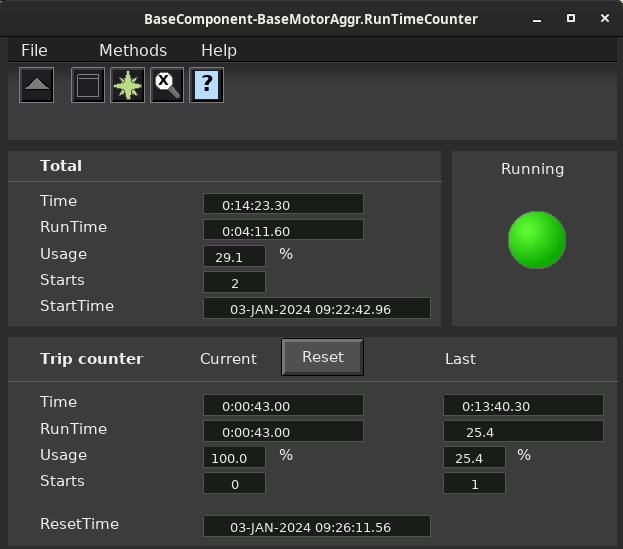 BaseComponent-BaseMotorAggr.RunTimeCounter
File Methods Help
X ?
Total Running
Time 0:14:23.30
RunTime 0:04:11.60
Usage 29.1 %
Starts 2
StartTime 03-JAN-2024 09:22:42.96
Trip counter Current Reset Last
Time 0:00:43.00 0:13:40.30
RunTime 0:00:43.00 25.4
Usage 100.0 % 25.4 %
Starts 0 1
ResetTime 03-JAN-2024 09:26:11.56